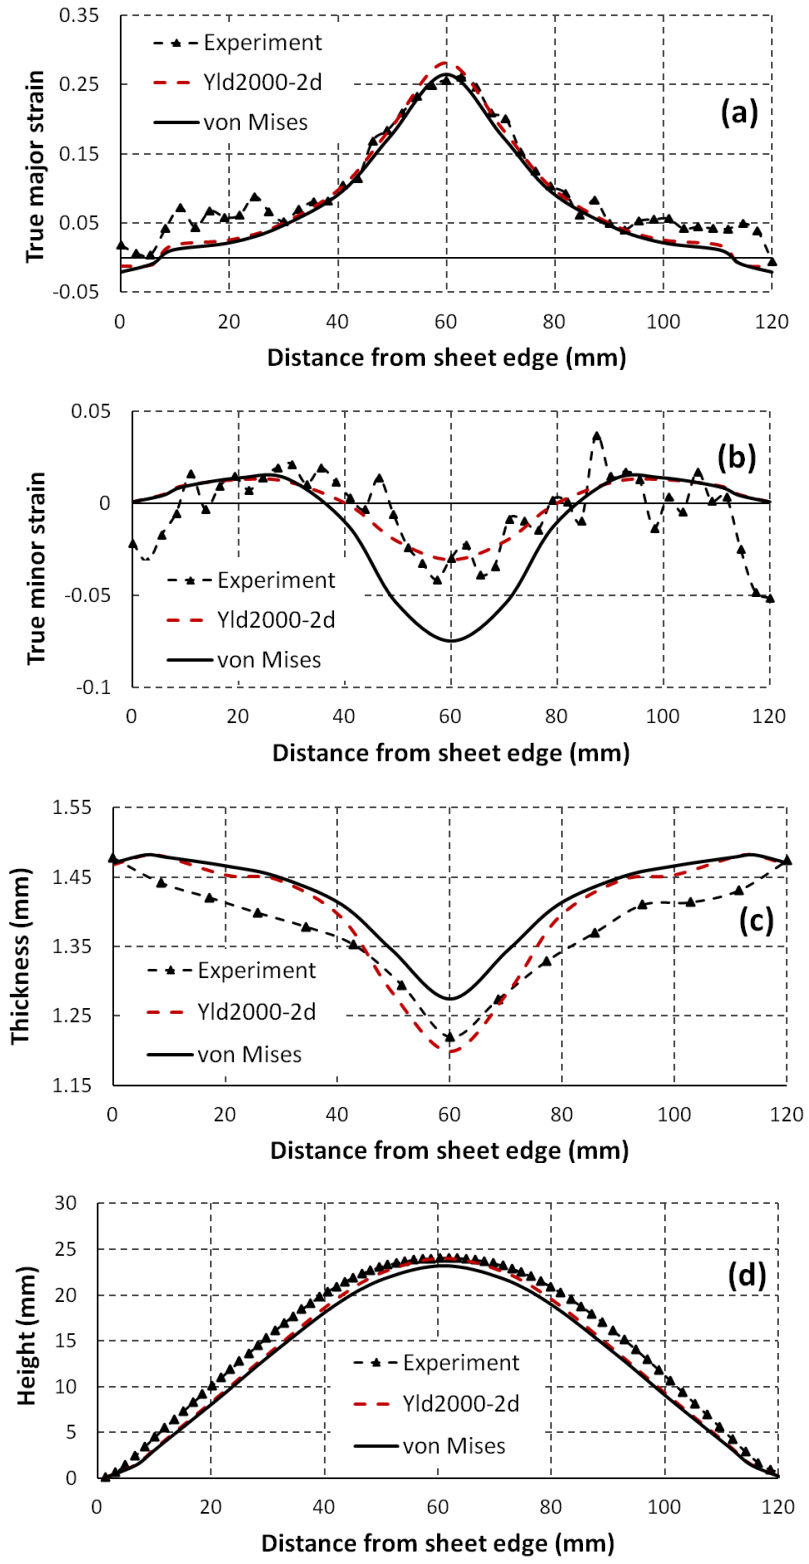 0.35
0.25
0.15
0.05
-0.05
True major strain
Experiment
Yld2000-2d
von Mises
(a)
0 20 40 60 80 100 120
Distance from sheet edge (mm)
0.05
0
-0.05
-0.1
True minor strain
(b)
Experiment
Yld2000-2d
von Mises
0 20 40 60 80 100 120
Distance from sheet edge (mm)
1.55
1.45
1.35
1.25
1.15
Thickness (mm)
(c)
Experiment
Yld2000-2d
von Mises
0 20 40 60 80 100 120
Distance from sheet edge (mm)
30
25
20
15
10
5
0
Height (mm)
(d)
Experiment
Yld2000-2d
von Mises
0 20 40 60 80 100 120
Distance from sheet edge (mm)